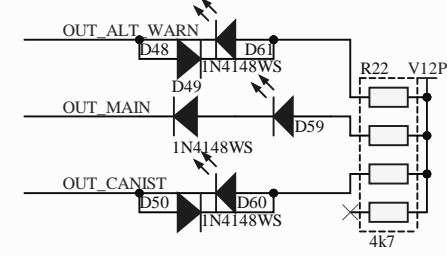 OUT_ALT_WARN
D48
D61
1N4148WS
R22
V12P
D49
OUT_MAIN
D59
1N4148WS
OUT_CANIST
D50
D60
1N4148WS
4k7